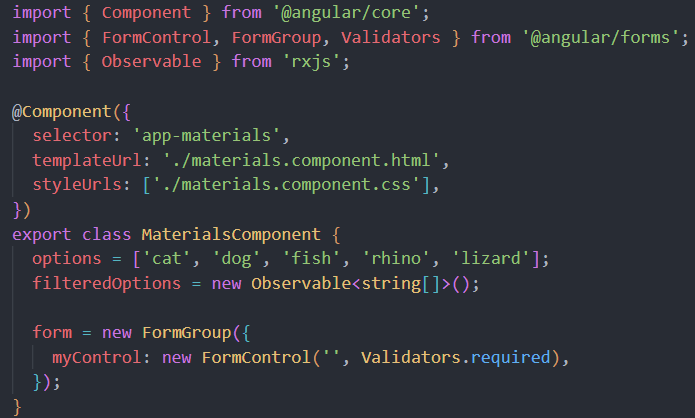 import { Component } from '@angular/core';
import { FormControl, FormGroup, Validators } from '@angular/forms';
import { Observable } from 'rxjs';

@Component({
  selector: 'app-materials',
  templateUrl: './materials.component.html',
  styleUrls: ['./materials.component.css'],
})
export class MaterialsComponent {
  options = ['cat', 'dog', 'fish', 'rhino', 'lizard'];
  filteredOptions = new Observable<string[]>();

  form = new FormGroup({
    myControl: new FormControl('', Validators.required),
  });
}